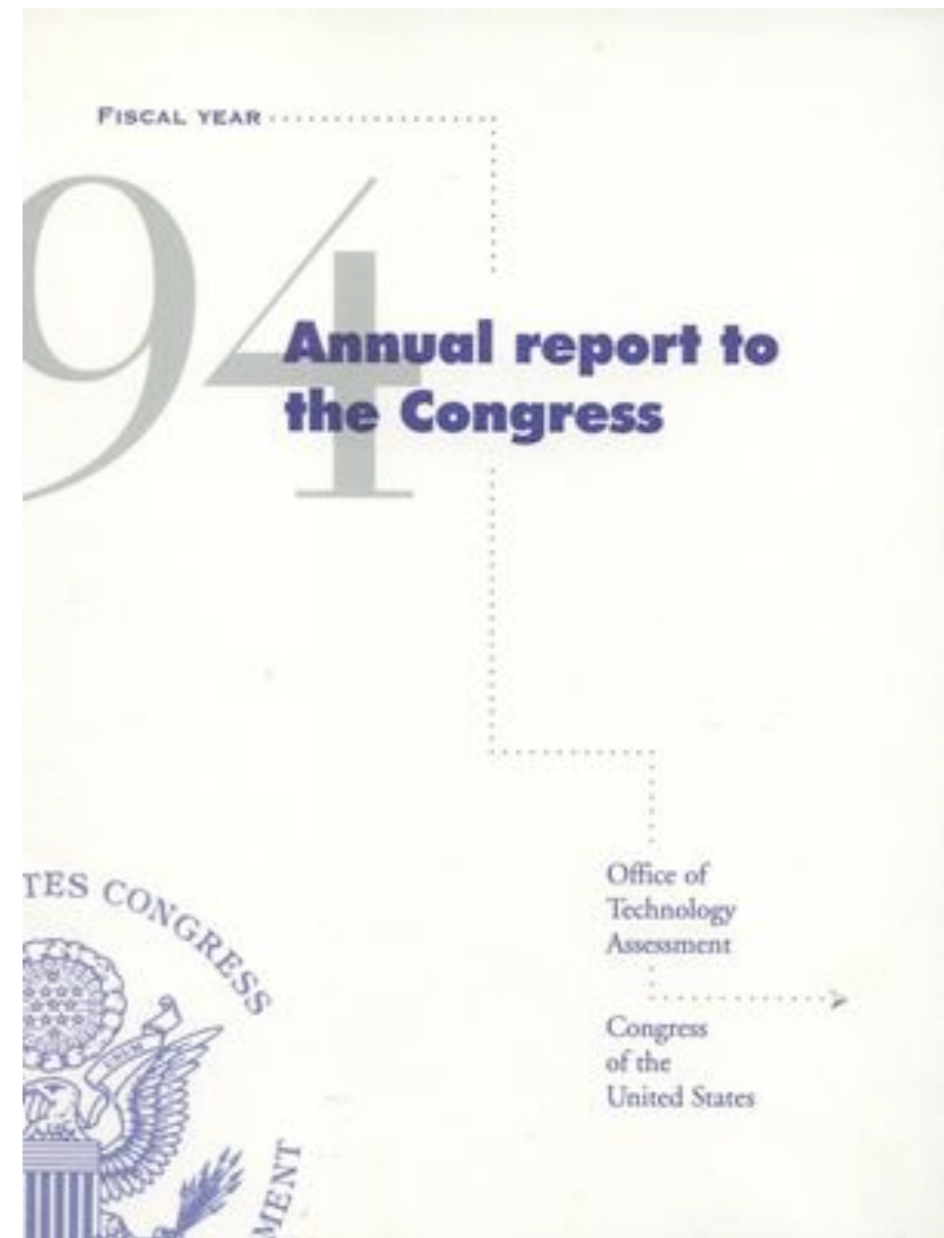 FISCAL YEAR
94
Annual report to
the Congress
Office of
Technology
Assessment
Congress
of the
United States
TES CONGRESS
MENT